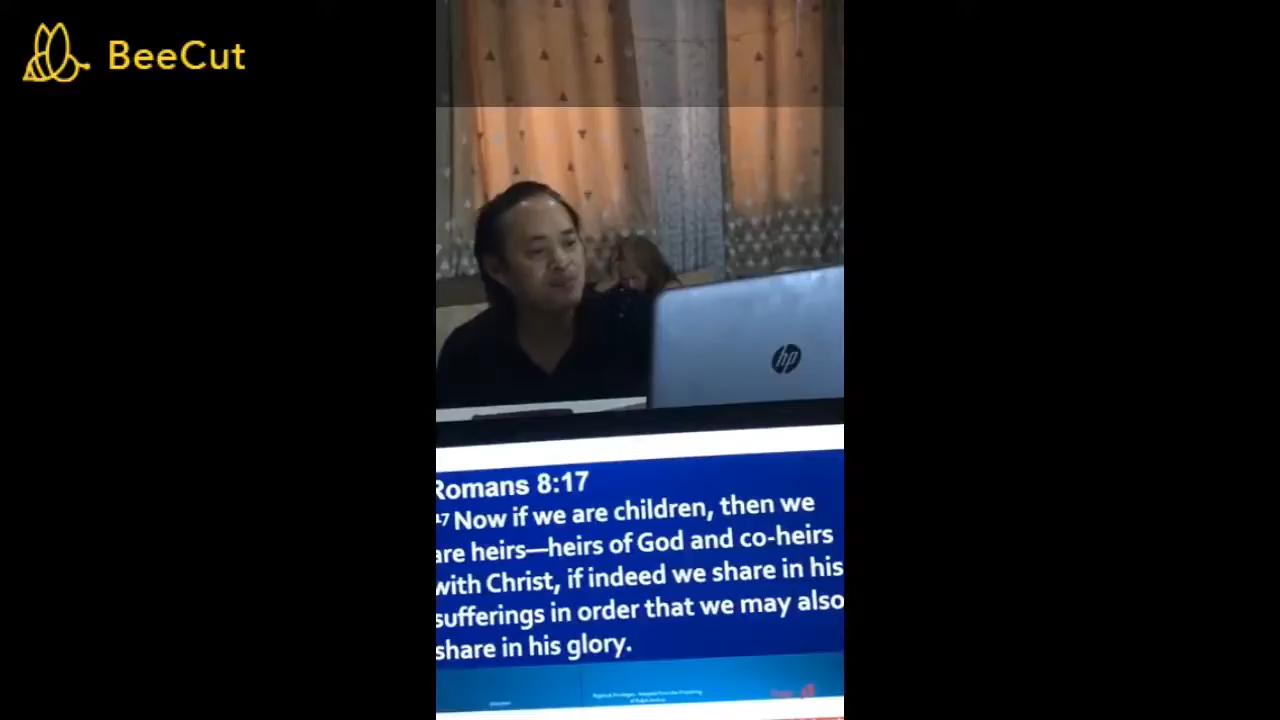 BeeCut
hp
Romans 8:17
17 Now if we are children, then we
are heirs—heirs of God and co-heirs
with Christ, if indeed we share in his
sufferings in order that we may also
share in his glory.